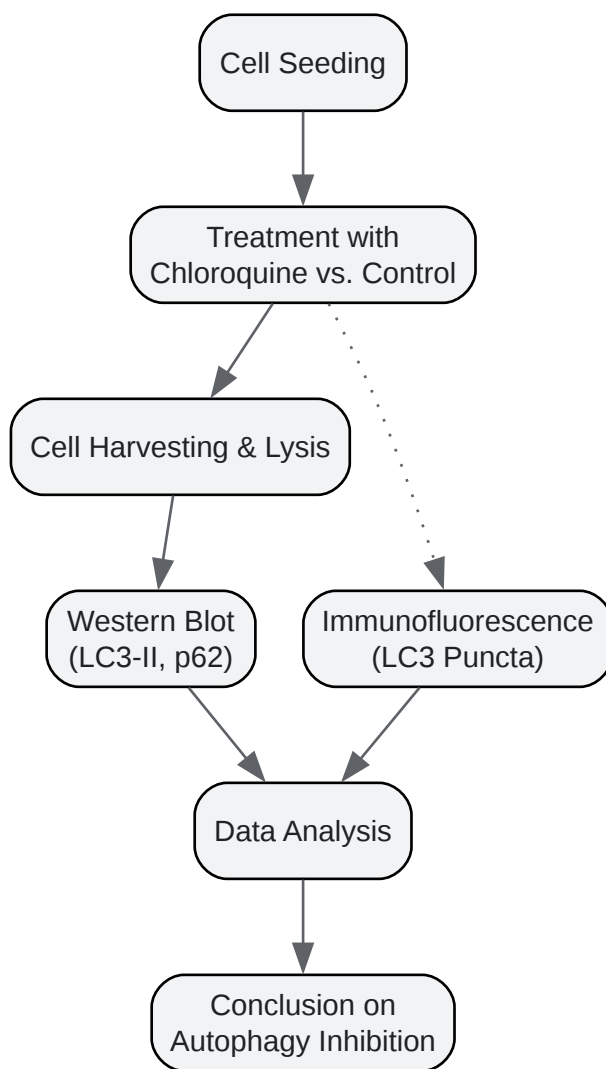 Cell Seeding
Treatment with
Chloroquine vs. Control
Cell Harvesting & Lysis
Western Blot
(LC3-II, p62)
Immunofluorescence
(LC3 Puncta)
Data Analysis
Conclusion on
Autophagy Inhibition